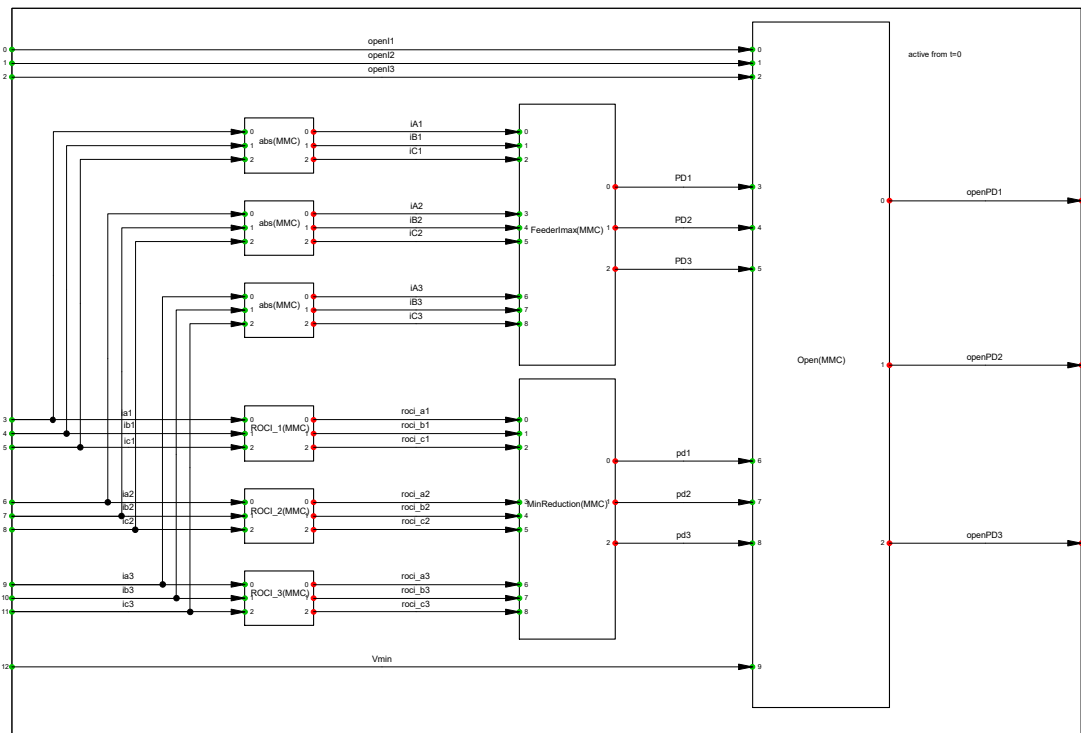 openI1
0 0
openI2
1 1
openI3
2 2
active from t=0
0 abs(MMC) 0 iA1 0
1 1 iB1 1
2 2 iC1 2
0 PD1 3
0 openPD1
0 abs(MMC) 0 iA2 3
1 1 iB2 4
2 2 iC2 5
FeederImax(MMC) 1 PD2 4
2 PD3 5
0 abs(MMC) 0 iA3 6
1 1 iB3 7
2 2 iC3 8
Open(MMC) 1 openPD2
3 ia1 0 ROCI_1(MMC) 0 roci_a1 0
4 ib1 1 1 roci_b1 1
5 ic1 2 2 roci_c1 2
0 pd1 6
6 ia2 0 ROCI_2(MMC) 0 roci_a2 3
7 ib2 1 1 roci_b2 4
8 ic2 2 2 roci_c2 5
MinReduction(MMC) 1 pd2 7
2 pd3 8
2 openPD3
9 ia3 0 ROCI_3(MMC) 0 roci_a3 6
10 ib3 1 1 roci_b3 7
11 ic3 2 2 roci_c3 8
12 Vmin 9